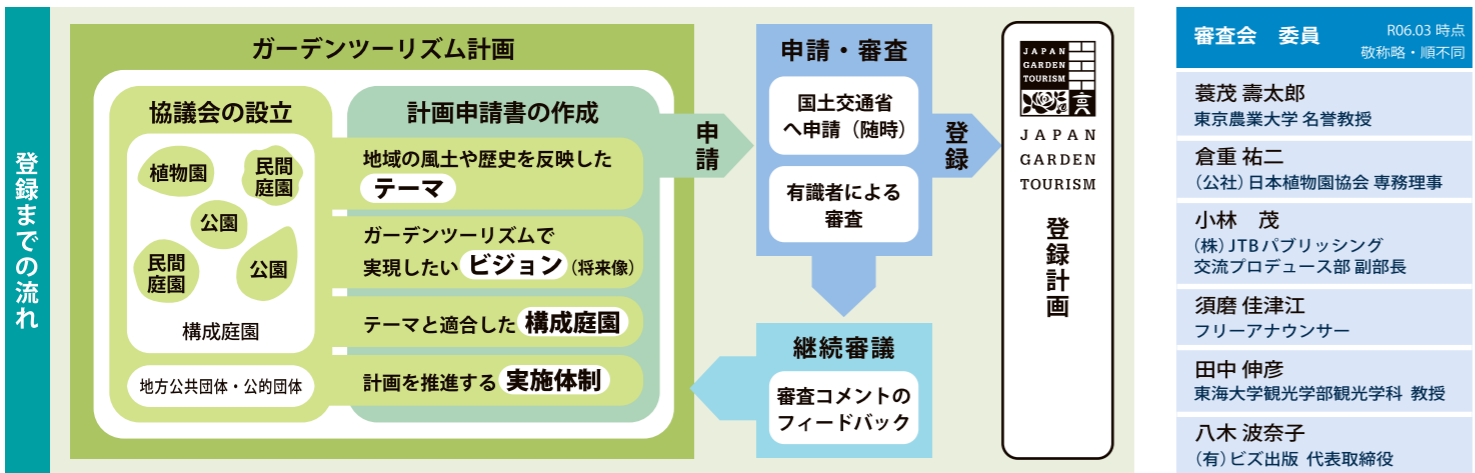 登録までの流れ
ガーデンツーリズム計画
協議会の設立
植物園
民間
庭園
公園
民間
庭園
公園
構成庭園
地方公共団体・公的団体
計画申請書の作成
地域の風土や歴史を反映した
テーマ
ガーデンツーリズムで
実現したい ビジョン (将来像)
テーマと適合した 構成庭園
計画を推進する 実施体制
申請
申請・審査
国土交通省
へ申請（随時）
有識者による
審査
登録
継続審議
審査コメントの
フィードバック
JAPAN
GARDEN
TOURISM
JAPAN
GARDEN
TOURISM
登録計画
審査会 委員
R06.03 時点
敬称略・順不同
蓑茂 壽太郎
東京農業大学 名誉教授
倉重 祐二
（公社）日本植物園協会 専務理事
小林 茂
（株）JTBパブリッシング
交流プロデュース部 副部長
須磨 佳津江
フリーアナウンサー
田中 伸彦
東海大学観光学部観光学科 教授
八木 波奈子
（有）ビズ出版 代表取締役